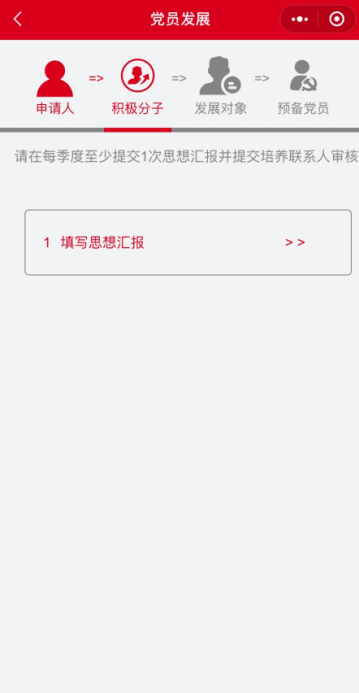 党员发展
申请人 => 积极分子 => 发展对象 => 预备党员
请在每季度至少提交1次思想汇报并提交培养联系人审核
1 填写思想汇报 >>